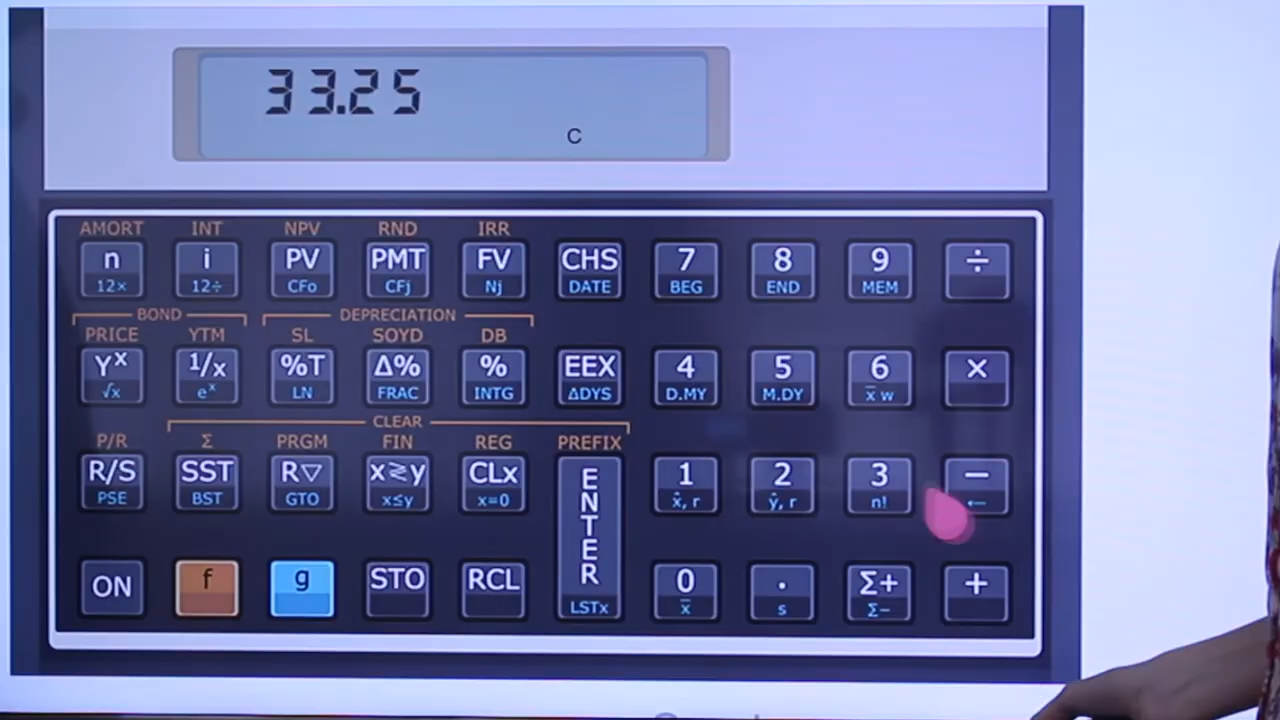 33.25
C
AMORT INT NPV RND IRR
n i PV PMT FV CHS 7 8 9 ÷
12× 12÷ CFo CFj Nj DATE BEG END MEM
BOND DEPRECIATION
PRICE YTM SL SOYD DB
Yˣ 1/x %T Δ% % EEX 4 5 6 ×
√x eˣ LN FRAC INTG ΔDYS D.MY M.DY x̅ w
CLEAR
P/R Σ PRGM FIN REG PREFIX
R/S SST R▽ x≷y CLx ENTER 1 2 3 −
PSE BST GTO x≤y x=0 x̂, r ŷ, r n! ←
ON f g STO RCL 0 . Σ+ +
LSTx x̅ s Σ−